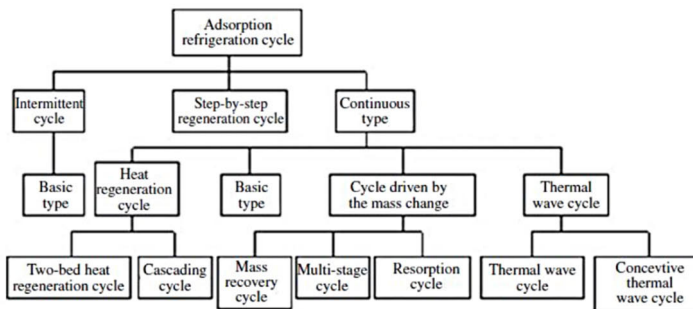 Adsorption
refrigeration cycle
Intermittent
cycle
Step-by-step
regeneration cycle
Continuous
type
Basic
type
Heat
regeneration
cycle
Basic
type
Cycle driven by
the mass change
Thermal
wave cycle
Two-bed heat
regeneration cycle
Cascading
cycle
Mass
recovery
cycle
Multi-stage
cycle
Resorption
cycle
Thermal wave
cycle
Concevtive
thermal
wave cycle